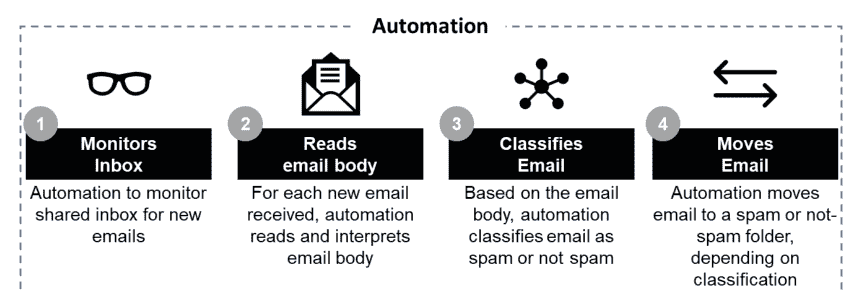 Automation
1
Monitors
Inbox
Automation to monitor
shared inbox for new
emails
2
Reads
email body
For each new email
received, automation
reads and interprets
email body
3
Classifies
Email
Based on the email
body, automation
classifies email as
spam or not spam
4
Moves
Email
Automation moves
email to a spam or not-
spam folder,
depending on
classification